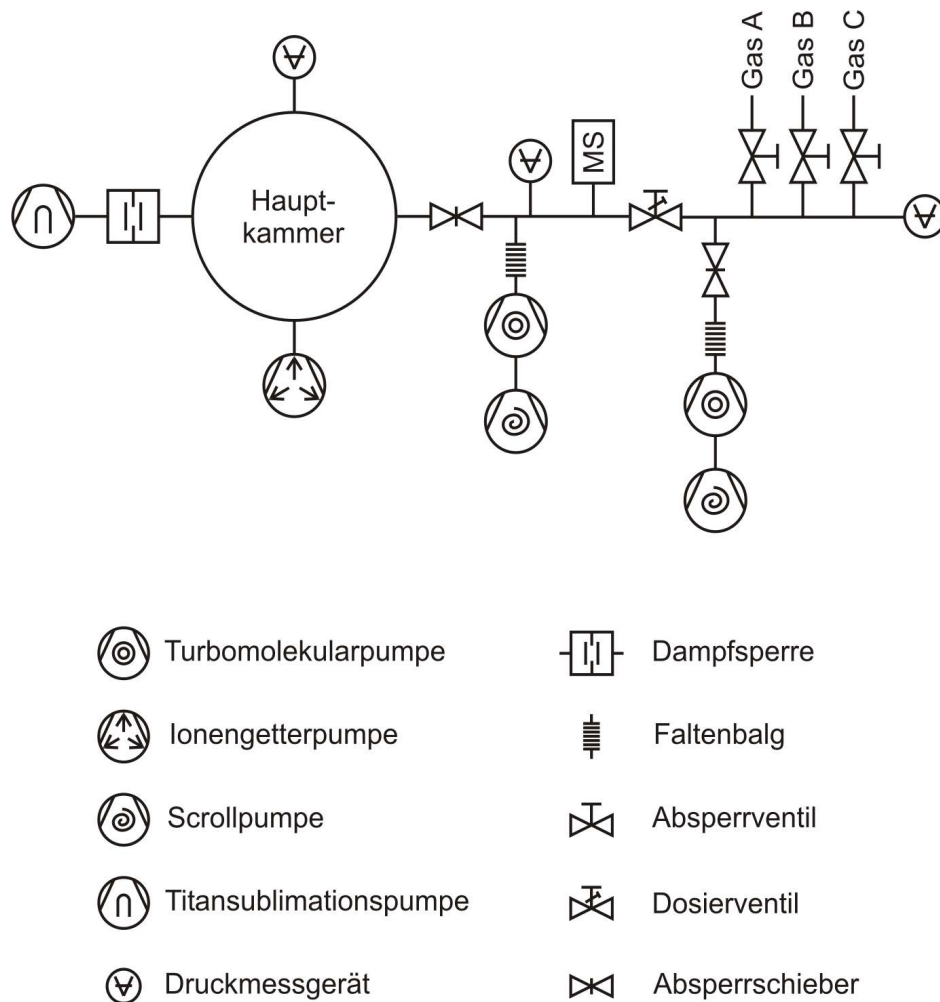 Gas A
Gas B
Gas C
MS
Haupt-
kammer
Turbomolekularpumpe
Dampfsperre
Ionengetterpumpe
Faltenbalg
Scrollpumpe
Absperrventil
Titansublimationspumpe
Dosierventil
Druckmessgerät
Absperrschieber